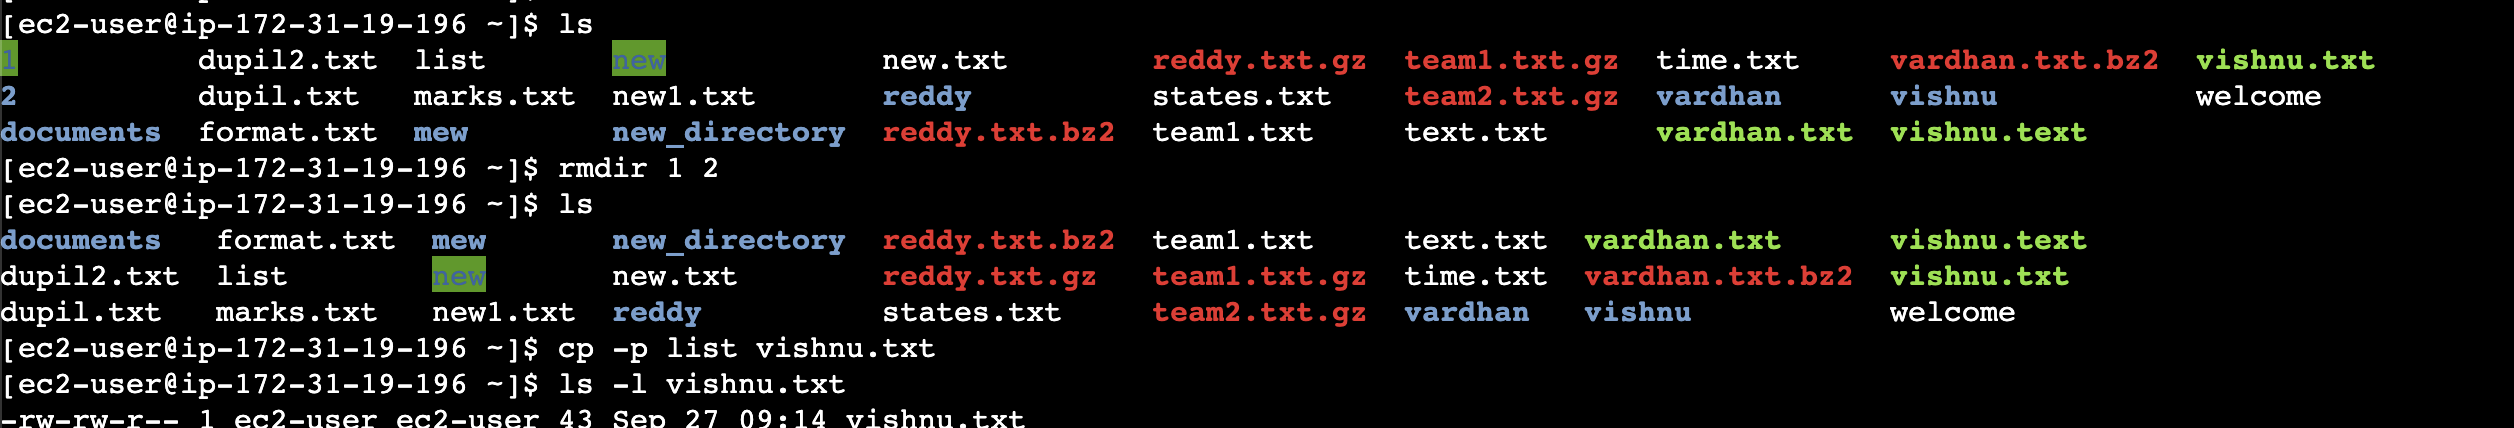 [ec2-user@ip-172-31-19-196 ~]$ ls
1 dupil2.txt list new new.txt reddy.txt.gz team1.txt.gz time.txt vardhan.txt.bz2 vishnu.txt
2 dupil.txt marks.txt new1.txt reddy states.txt team2.txt.gz vardhan vishnu welcome
documents format.txt mew new_directory reddy.txt.bz2 team1.txt text.txt vardhan.txt vishnu.text
[ec2-user@ip-172-31-19-196 ~]$ rmdir 1 2
[ec2-user@ip-172-31-19-196 ~]$ ls
documents format.txt mew new_directory reddy.txt.bz2 team1.txt text.txt vardhan.txt vishnu.text
dupil2.txt list new new.txt reddy.txt.gz team1.txt.gz time.txt vardhan.txt.bz2 vishnu.txt
dupil.txt marks.txt new1.txt reddy states.txt team2.txt.gz vardhan vishnu welcome
[ec2-user@ip-172-31-19-196 ~]$ cp -p list vishnu.txt
[ec2-user@ip-172-31-19-196 ~]$ ls -l vishnu.txt
-rw-rw-r-- 1 ec2-user ec2-user 43 Sep 27 09:14 vishnu.txt